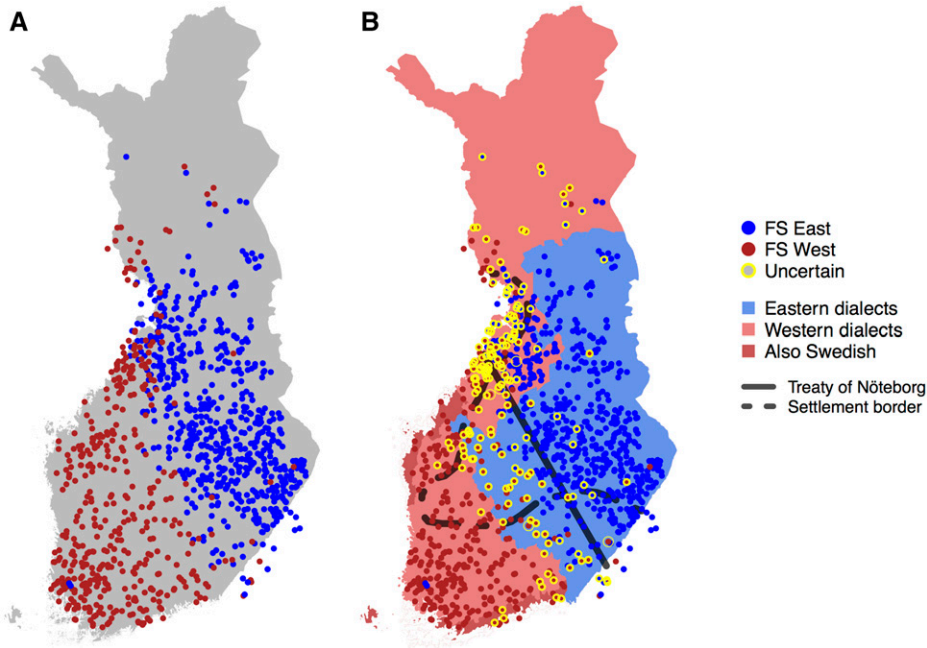 A
B
FS East
FS West
Uncertain
Eastern dialects
Western dialects
Also Swedish
Treaty of Nöteborg
Settlement border